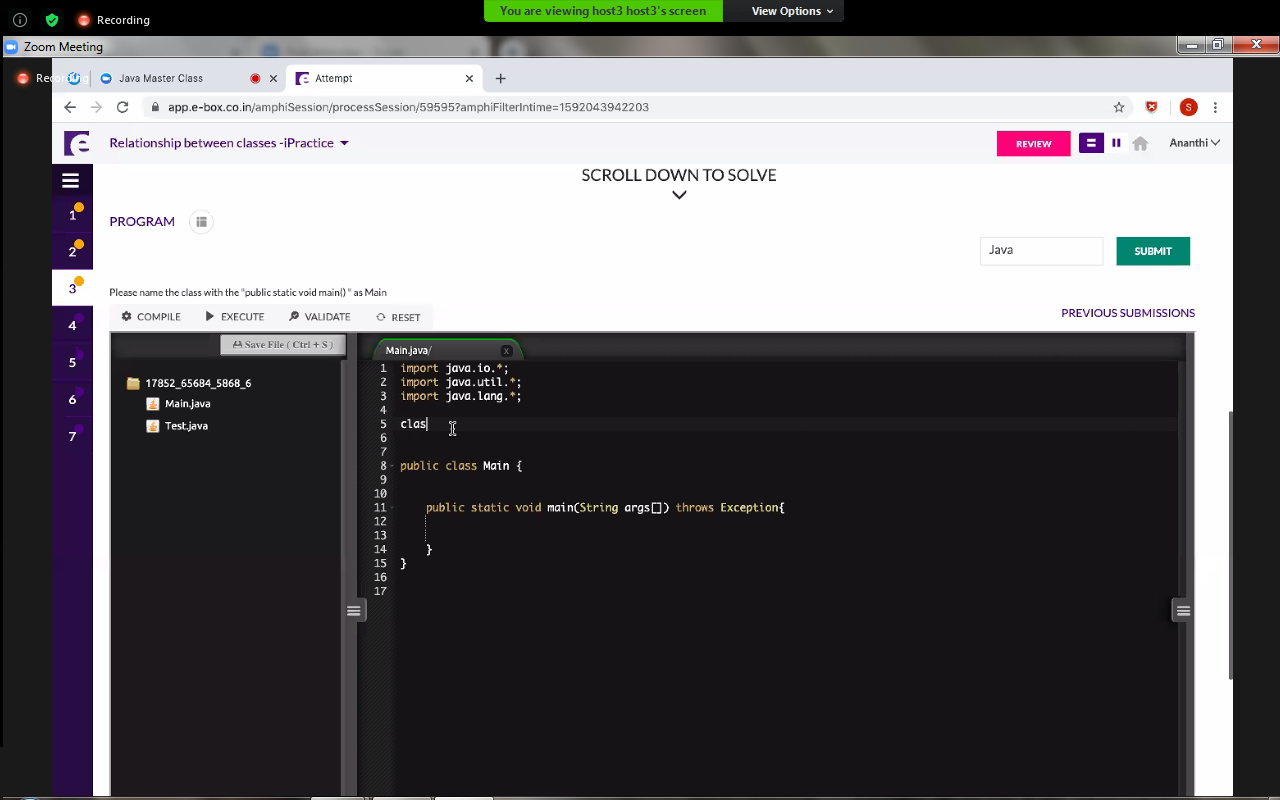 Recording
You are viewing host3 host3's screen
View Options
Zoom Meeting
Java Master Class
Attempt
app.e-box.co.in/amphiSession/processSession/59595?amphiFilterIntime=1592043942203
S
Relationship between classes -iPractice
REVIEW
Ananthi
SCROLL DOWN TO SOLVE
1
2
3
4
5
6
7
PROGRAM
Java
SUBMIT
Please name the class with the "public static void main() " as Main
COMPILE
EXECUTE
VALIDATE
RESET
PREVIOUS SUBMISSIONS
Save File ( Ctrl + S )
17852_65684_5868_6
Main.java
Test.java
Main.java/
x
1 import java.io.*;
2 import java.util.*;
3 import java.lang.*;
4
5 clas
6
7
8 public class Main {
9
10
11 public static void main(String args[]) throws Exception{
12
13
14 }
15 }
16
17